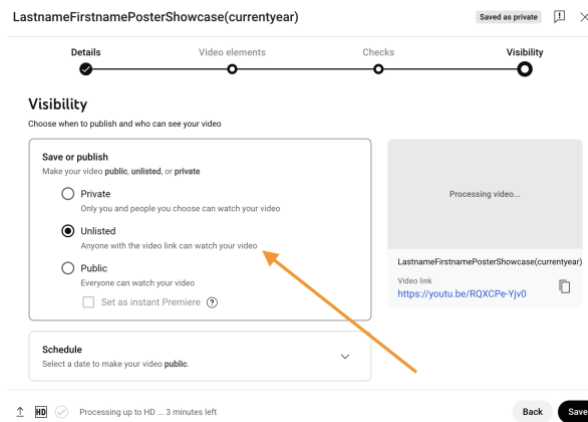 LastnameFirstnamePosterShowcase(currentyear)
Saved as private
Details
Video elements
Checks
Visibility
Visibility
Choose when to publish and who can see your video
Save or publish
Make your video public, unlisted, or private
Private
Only you and people you choose can watch your video
Unlisted
Anyone with the video link can watch your video
Public
Everyone can watch your video
Set as instant Premiere
Processing video...
LastnameFirstnamePosterShowcase(currentyear)
Video link
https://youtu.be/RQXCPe-Yjv0
Schedule
Select a date to make your video public.
HD
Processing up to HD ... 3 minutes left
Back
Save